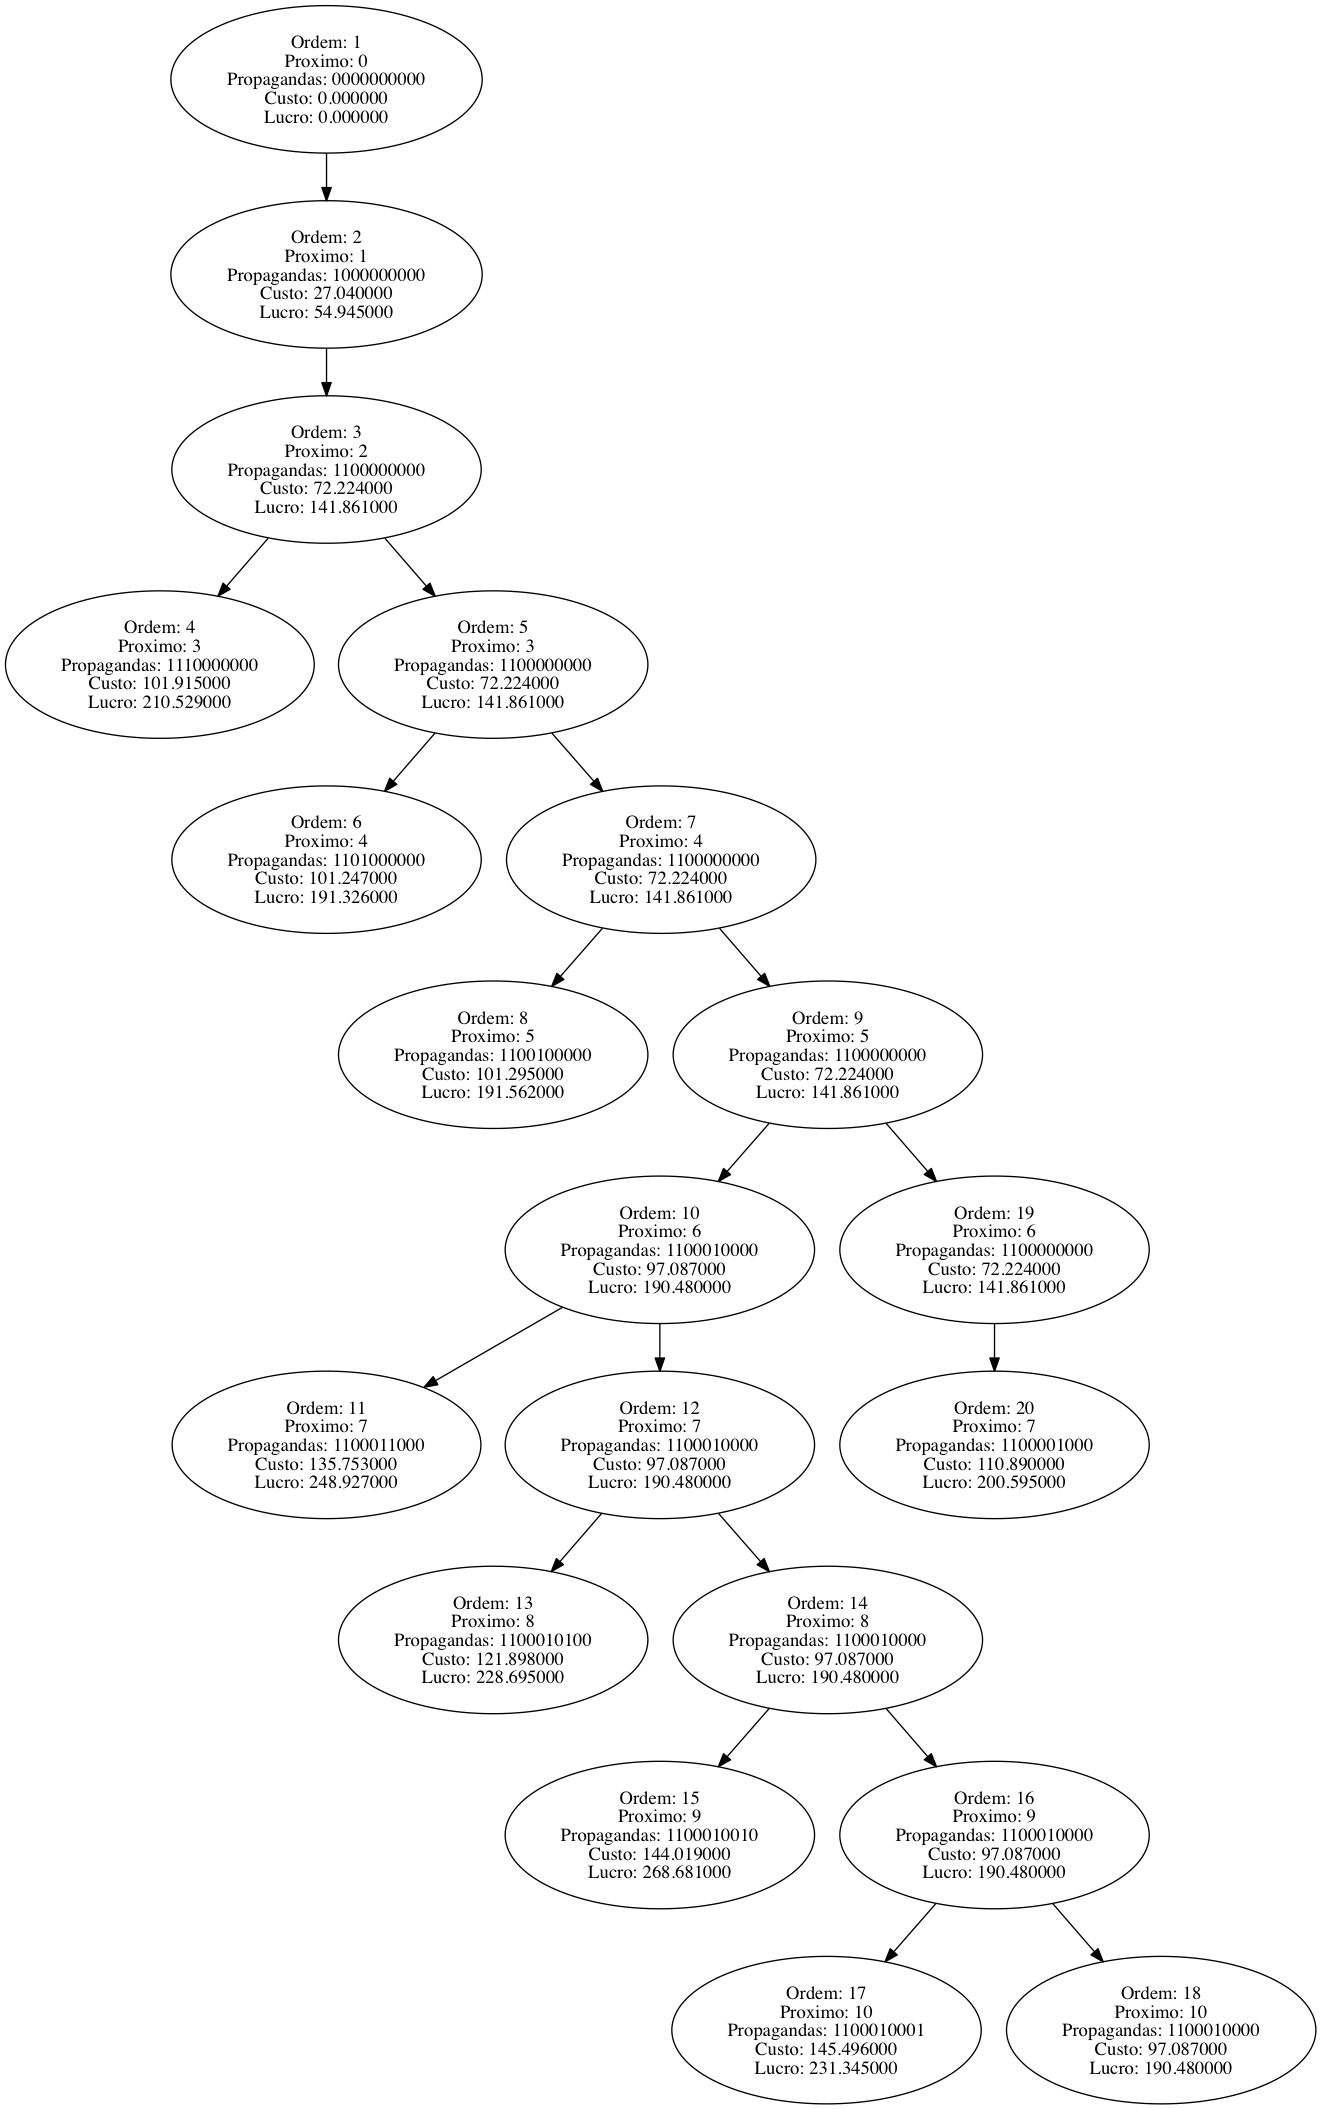 Ordem: 1
Proximo: 0
Propagandas: 0000000000
Custo: 0.000000
Lucro: 0.000000
Ordem: 2
Proximo: 1
Propagandas: 1000000000
Custo: 27.040000
Lucro: 54.945000
Ordem: 3
Proximo: 2
Propagandas: 1100000000
Custo: 72.224000
Lucro: 141.861000
Ordem: 4
Proximo: 3
Propagandas: 1110000000
Custo: 101.915000
Lucro: 210.529000
Ordem: 5
Proximo: 3
Propagandas: 1100000000
Custo: 72.224000
Lucro: 141.861000
Ordem: 6
Proximo: 4
Propagandas: 1101000000
Custo: 101.247000
Lucro: 191.326000
Ordem: 7
Proximo: 4
Propagandas: 1100000000
Custo: 72.224000
Lucro: 141.861000
Ordem: 8
Proximo: 5
Propagandas: 1100100000
Custo: 101.295000
Lucro: 191.562000
Ordem: 9
Proximo: 5
Propagandas: 1100000000
Custo: 72.224000
Lucro: 141.861000
Ordem: 10
Proximo: 6
Propagandas: 1100010000
Custo: 97.087000
Lucro: 190.480000
Ordem: 19
Proximo: 6
Propagandas: 1100000000
Custo: 72.224000
Lucro: 141.861000
Ordem: 11
Proximo: 7
Propagandas: 1100011000
Custo: 135.753000
Lucro: 248.927000
Ordem: 12
Proximo: 7
Propagandas: 1100010000
Custo: 97.087000
Lucro: 190.480000
Ordem: 20
Proximo: 7
Propagandas: 1100001000
Custo: 110.890000
Lucro: 200.595000
Ordem: 13
Proximo: 8
Propagandas: 1100010100
Custo: 121.898000
Lucro: 228.695000
Ordem: 14
Proximo: 8
Propagandas: 1100010000
Custo: 97.087000
Lucro: 190.480000
Ordem: 15
Proximo: 9
Propagandas: 1100010010
Custo: 144.019000
Lucro: 268.681000
Ordem: 16
Proximo: 9
Propagandas: 1100010000
Custo: 97.087000
Lucro: 190.480000
Ordem: 17
Proximo: 10
Propagandas: 1100010001
Custo: 145.496000
Lucro: 231.345000
Ordem: 18
Proximo: 10
Propagandas: 1100010000
Custo: 97.087000
Lucro: 190.480000